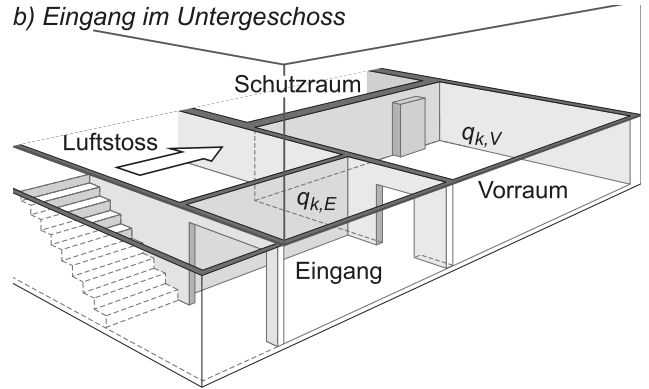 b) Eingang im Untergeschoss
Schutzraum
Luftstoss
qk,V
Vorraum
qk,E
Eingang